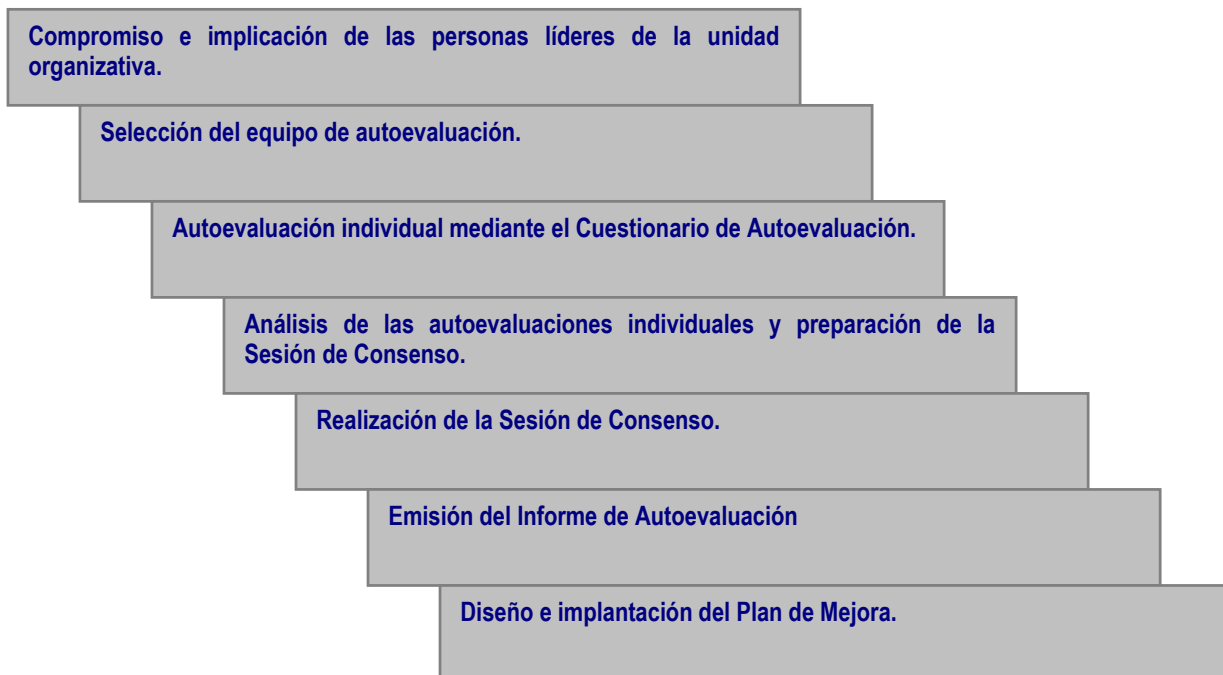 Compromiso e implicación de las personas líderes de la unidad
organizativa.
Selección del equipo de autoevaluación.
Autoevaluación individual mediante el Cuestionario de Autoevaluación.
Análisis de las autoevaluaciones individuales y preparación de la
Sesión de Consenso.
Realización de la Sesión de Consenso.
Emisión del Informe de Autoevaluación
Diseño e implantación del Plan de Mejora.